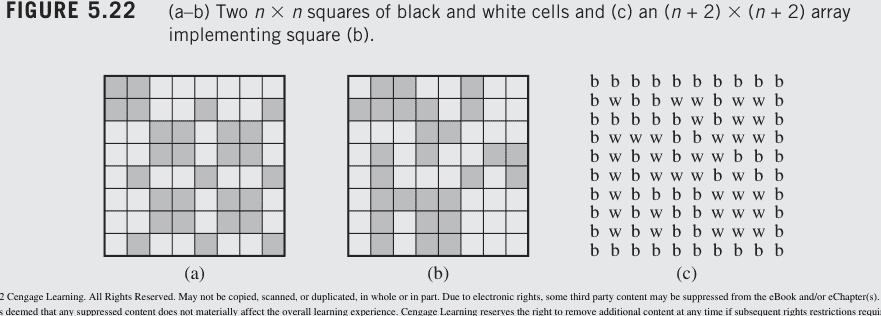 FIGURE 5.22 (a–b) Two n × n squares of black and white cells and (c) an (n + 2) × (n + 2) array
implementing square (b).
b b b b b b b b b b
b w b b w w b w w b
b b b b b w b w w b
b w w w b b w w w b
b w b w b w w b b b
b w b w w w b w b b
b w b b b b w w w b
b w b w b b w w w b
b w b w b b w w w b
b b b b b b b b b b
(a) (b) (c)
2 Cengage Learning. All Rights Reserved. May not be copied, scanned, or duplicated, in whole or in part. Due to electronic rights, some third party content may be suppressed from the eBook and/or eChapter(s).
s deemed that any suppressed content does not materially affect the overall learning experience. Cengage Learning reserves the right to remove additional content at any time if subsequent rights restrictions requi